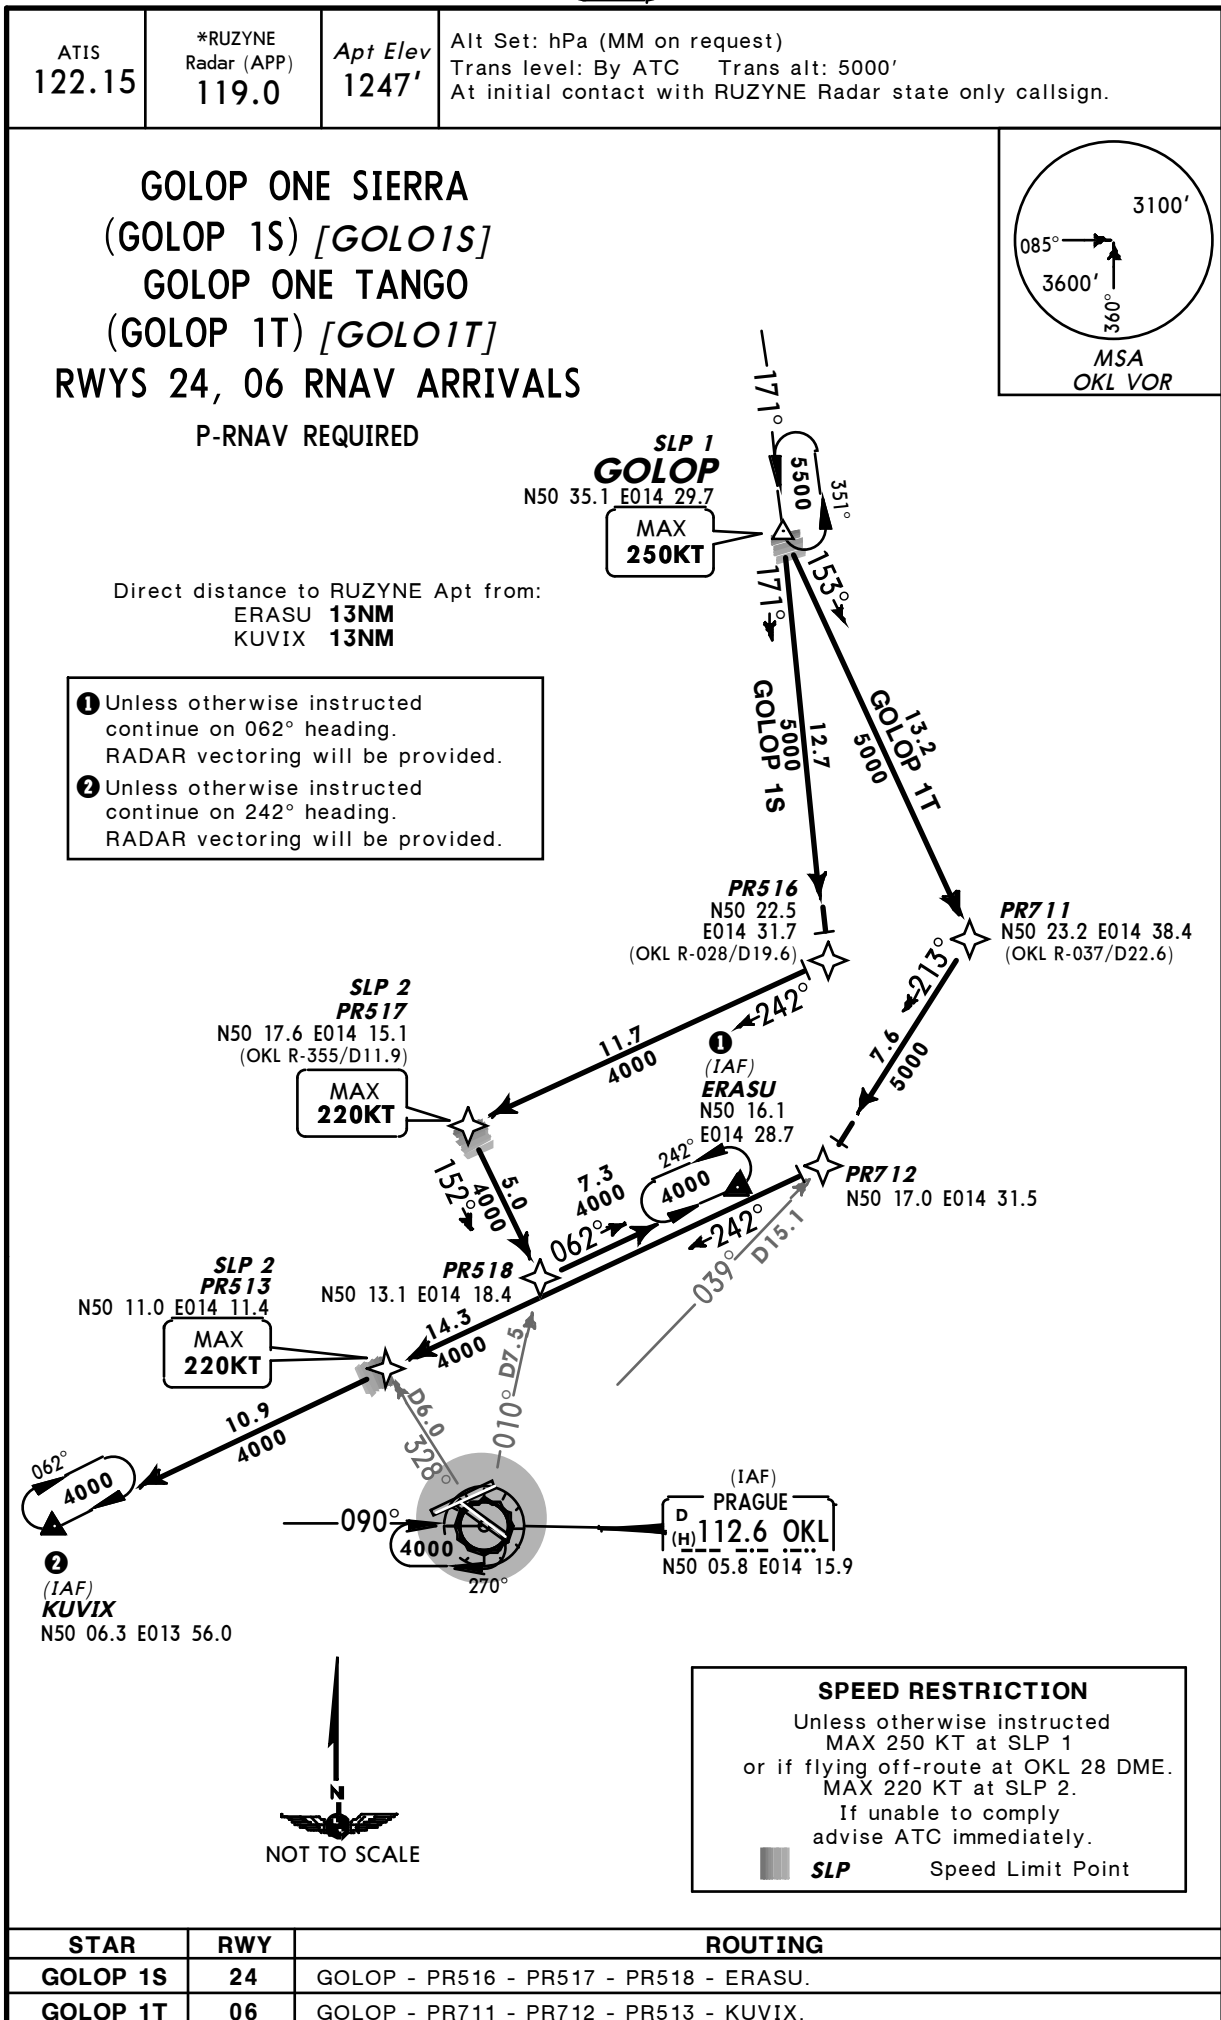 ATIS
122.15
*RUZYNE
Radar (APP)
119.0
Apt Elev
1247'
Alt Set: hPa (MM on request)
Trans level: By ATC Trans alt: 5000'
At initial contact with RUZYNE Radar state only callsign.
3100'
085°
3600'
360°
MSA
OKL VOR
GOLOP ONE SIERRA
(GOLOP 1S) [GOLO1S]
GOLOP ONE TANGO
(GOLOP 1T) [GOLO1T]
RWYS 24, 06 RNAV ARRIVALS
P-RNAV REQUIRED
171°
SLP 1
GOLOP
N50 35.1 E014 29.7
MAX
250KT
5500
351°
171°
153°
Direct distance to RUZYNE Apt from:
ERASU 13NM
KUVIX 13NM
1 Unless otherwise instructed
continue on 062° heading.
RADAR vectoring will be provided.
2 Unless otherwise instructed
continue on 242° heading.
RADAR vectoring will be provided.
12.7
5000
GOLOP 1S
13.2
GOLOP 1T
5000
PR516
N50 22.5
E014 31.7
(OKL R-028/D19.6)
PR711
N50 23.2 E014 38.4
(OKL R-037/D22.6)
213°
7.6
5000
242°
11.7
4000
SLP 2
PR517
N50 17.6 E014 15.1
(OKL R-355/D11.9)
MAX
220KT
1
(IAF)
ERASU
N50 16.1
E014 28.7
242°
4000
152°
5.0
4000
7.3
4000
062°
PR712
N50 17.0 E014 31.5
242°
039°
D15.1
PR518
N50 13.1 E014 18.4
SLP 2
PR513
N50 11.0 E014 11.4
MAX
220KT
14.3
4000
010° D7.5
D6.0
328°
10.9
4000
062°
4000
2
(IAF)
KUVIX
N50 06.3 E013 56.0
090°
4000
270°
(IAF)
PRAGUE
D
(H) 112.6 OKL
N50 05.8 E014 15.9
N
NOT TO SCALE
SPEED RESTRICTION
Unless otherwise instructed
MAX 250 KT at SLP 1
or if flying off-route at OKL 28 DME.
MAX 220 KT at SLP 2.
If unable to comply
advise ATC immediately.
SLP Speed Limit Point
STAR RWY ROUTING
GOLOP 1S 24 GOLOP - PR516 - PR517 - PR518 - ERASU.
GOLOP 1T 06 GOLOP - PR711 - PR712 - PR513 - KUVIX.